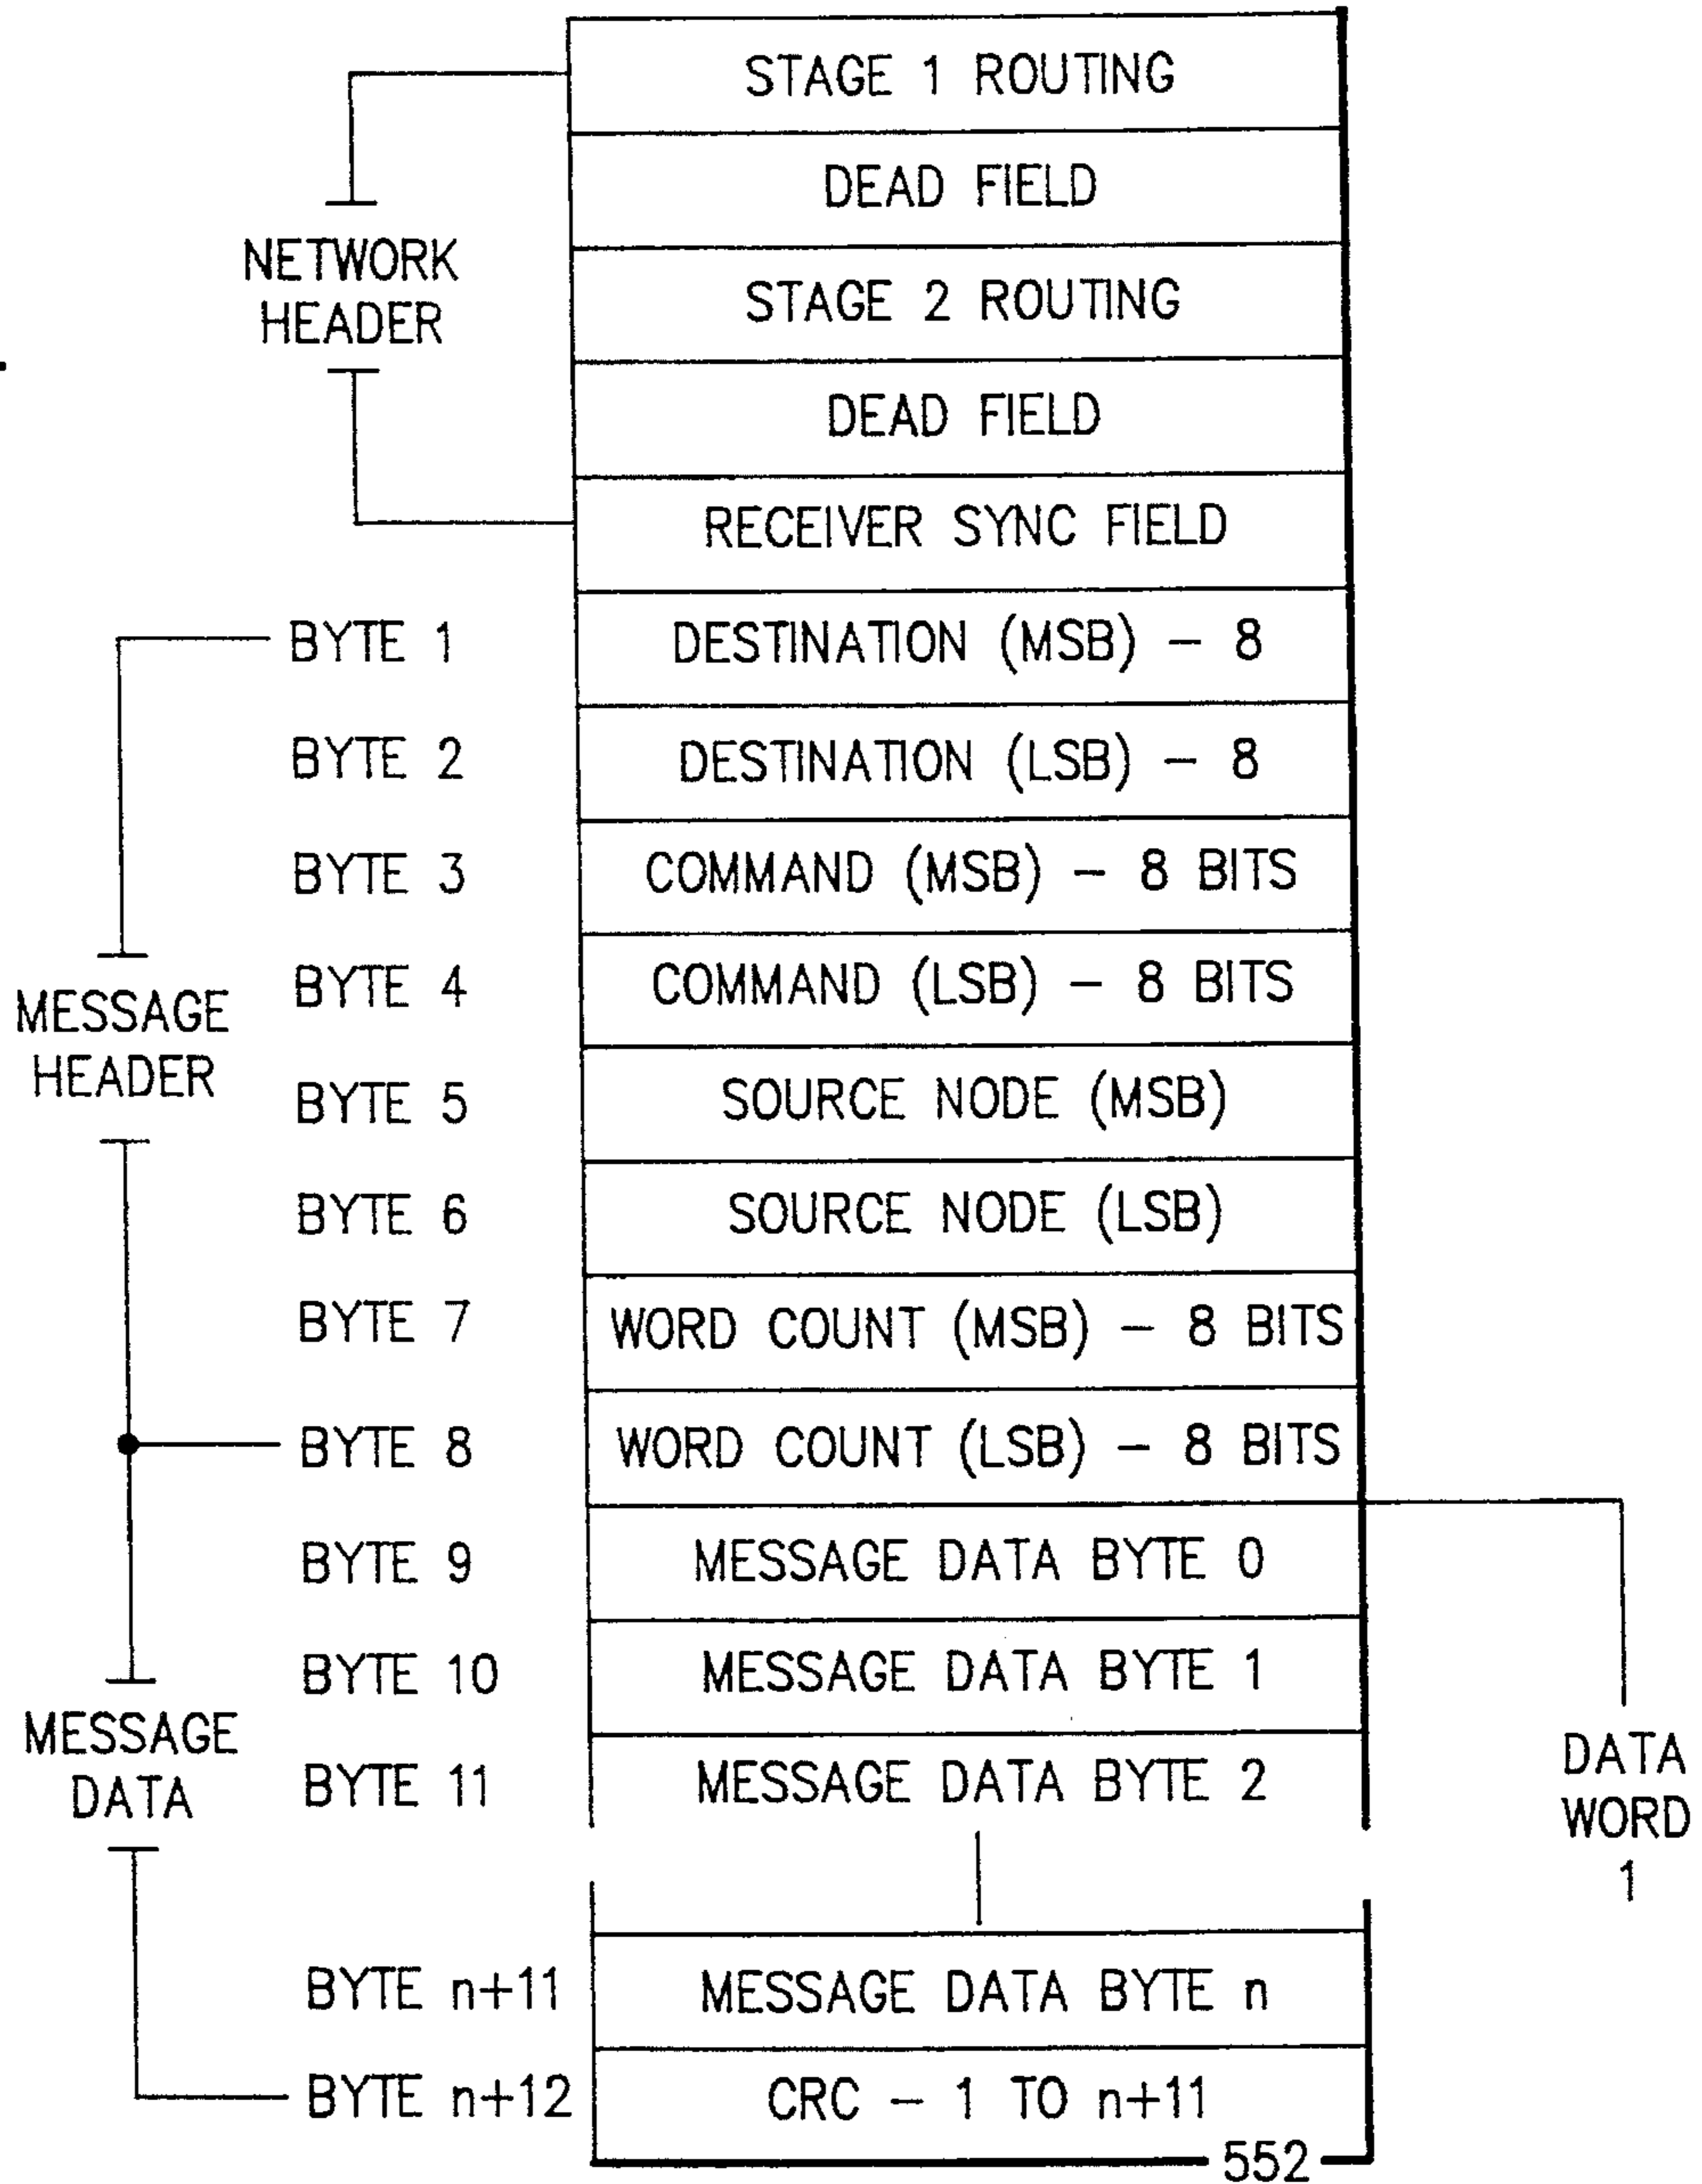 STAGE 1 ROUTING
DEAD FIELD
NETWORK
HEADER
STAGE 2 ROUTING
DEAD FIELD
RECEIVER SYNC FIELD
BYTE 1 DESTINATION (MSB) – 8
BYTE 2 DESTINATION (LSB) – 8
BYTE 3 COMMAND (MSB) – 8 BITS
BYTE 4 COMMAND (LSB) – 8 BITS
MESSAGE
HEADER
BYTE 5 SOURCE NODE (MSB)
BYTE 6 SOURCE NODE (LSB)
BYTE 7 WORD COUNT (MSB) – 8 BITS
BYTE 8 WORD COUNT (LSB) – 8 BITS
BYTE 9 MESSAGE DATA BYTE 0
BYTE 10 MESSAGE DATA BYTE 1
BYTE 11 MESSAGE DATA BYTE 2
MESSAGE
DATA
DATA
WORD
1
BYTE n+11 MESSAGE DATA BYTE n
BYTE n+12 CRC – 1 TO n+11
552